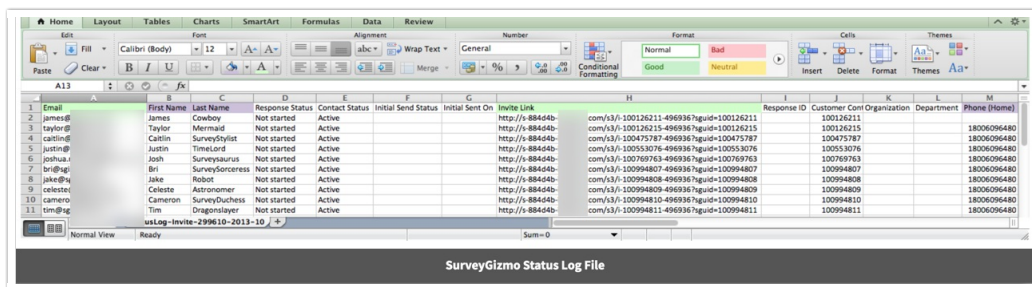 Home Layout Tables Charts SmartArt Formulas Data Review
Edit Font Alignment Number Format Cells Themes
Fill Calibri (Body) 12 A A abc Wrap Text General Normal Bad
Paste Clear B I U A Merge % , .0 .00 Conditional Formatting Good Neutral Insert Delete Format Themes Aa
A13 fx
A B C D E F G H I J K L M
1 Email First Name Last Name Response Status Contact Status Initial Send Status Initial Sent On Invite Link Response ID Customer Cont Organization Department Phone (Home)
2 james@ James Cowboy Not started Active http://s-884d4b- com/s3/i-100126211-496936?sguid=100126211 100126211
3 taylor@ Taylor Mermaid Not started Active http://s-884d4b- com/s3/i-100126211-496936?sguid=100126211 100126211 18006096480
4 caitlin@ Caitlin SurveyStylist Not started Active http://s-884d4b- com/s3/i-100475787-496936?sguid=100475787 100475787 18006096480
5 justin@ Justin TimeLord Not started Active http://s-884d4b- com/s3/i-100553076-496936?sguid=100553076 100553076 18006096480
6 joshua. Josh Surveysaurus Not started Active http://s-884d4b- com/s3/i-100769763-496936?sguid=100769763 100769763 18006096480
7 bri@sgi Bri SurveySorceress Not started Active http://s-884d4b- com/s3/i-100994807-496936?sguid=100994807 100994807 18006096480
8 jake@s Jake Robot Not started Active http://s-884d4b- com/s3/i-100994808-496936?sguid=100994808 100994808 18006096480
9 celeste Celeste Astronomer Not started Active http://s-884d4b- com/s3/i-100994809-496936?sguid=100994809 100994809 18006096480
10 camero Cameron SurveyDuchess Not started Active http://s-884d4b- com/s3/i-100994810-496936?sguid=100994810 100994810 18006096480
11 tim@sg Tim Dragonslayer Not started Active http://s-884d4b- com/s3/i-100994811-496936?sguid=100994811 100994811 18006096480
usLog-Invite-299610-2013-10 +
Normal View Ready Sum=0
SurveyGizmo Status Log File